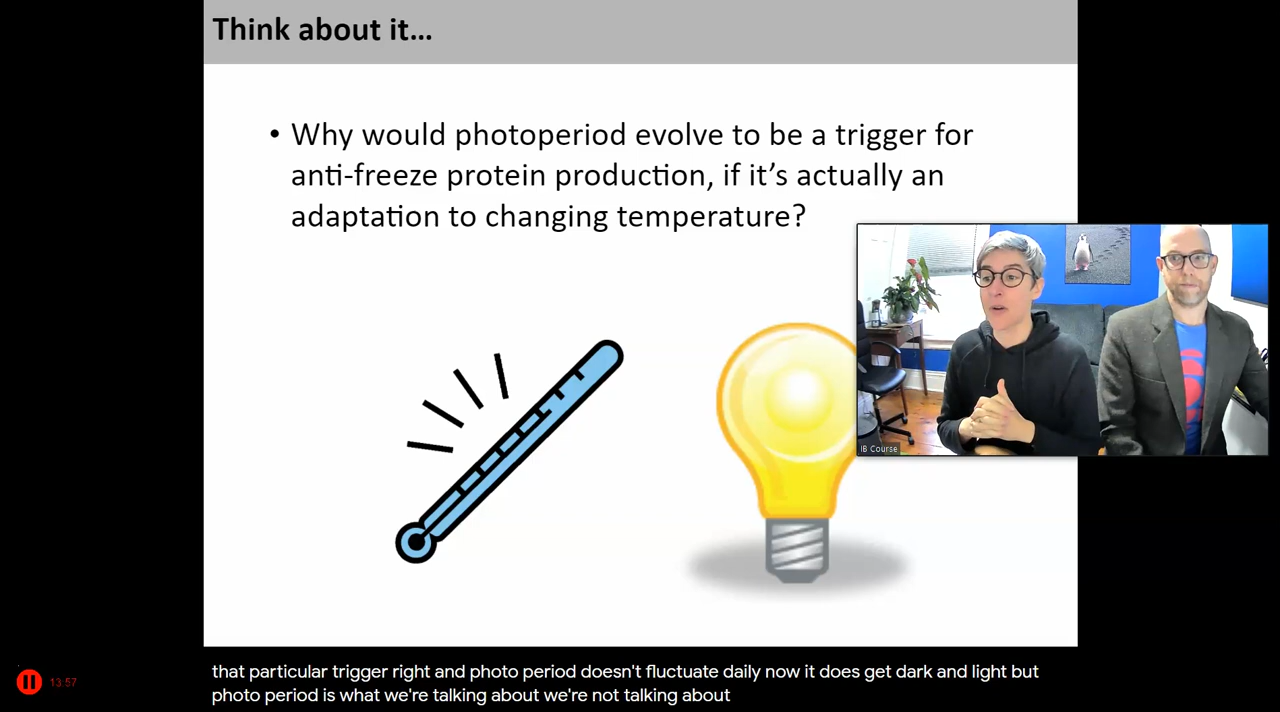 Think about it…
• Why would photoperiod evolve to be a trigger for
anti-freeze protein production, if it’s actually an
adaptation to changing temperature?
IB Course
13:57
that particular trigger right and photo period doesn't fluctuate daily now it does get dark and light but
photo period is what we're talking about we're not talking about